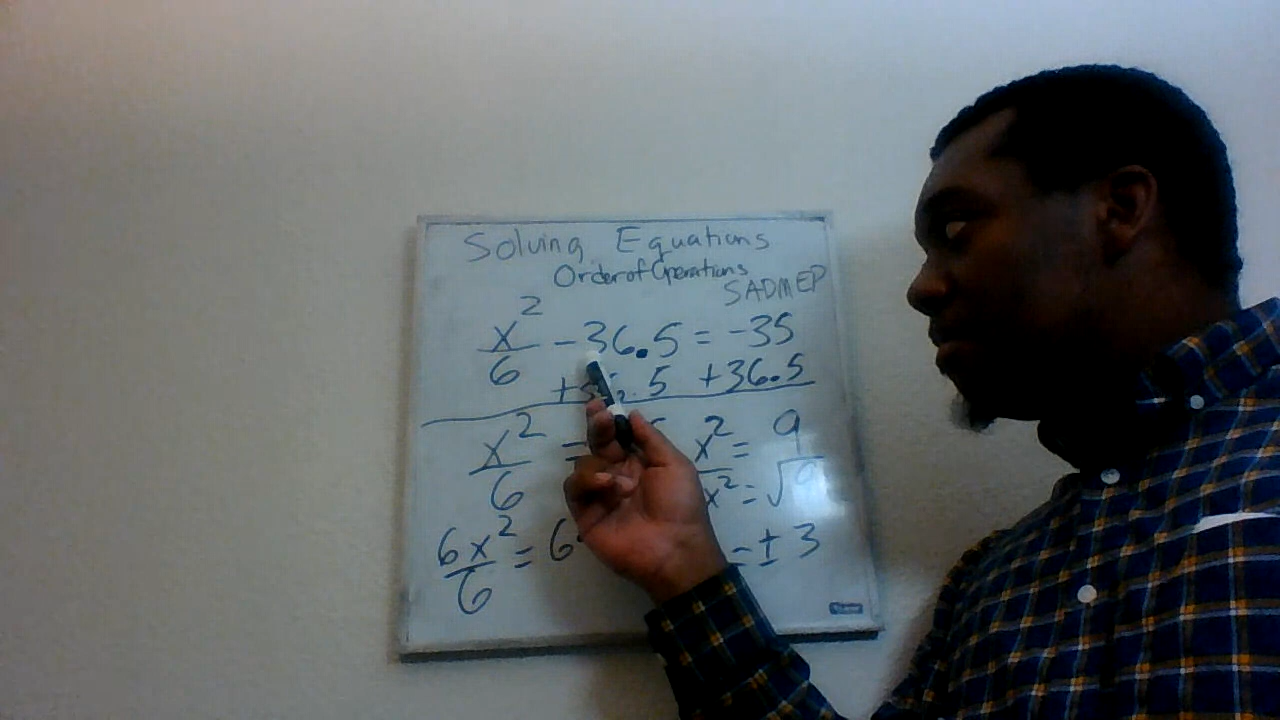 Solving Equations
Order of Operations
SADMEP
x²/6 - 36.5 = -35
+ .5 +36.5
x²/6 = x² = 9
x² = √9
6x²/6 = 6 = ± 3